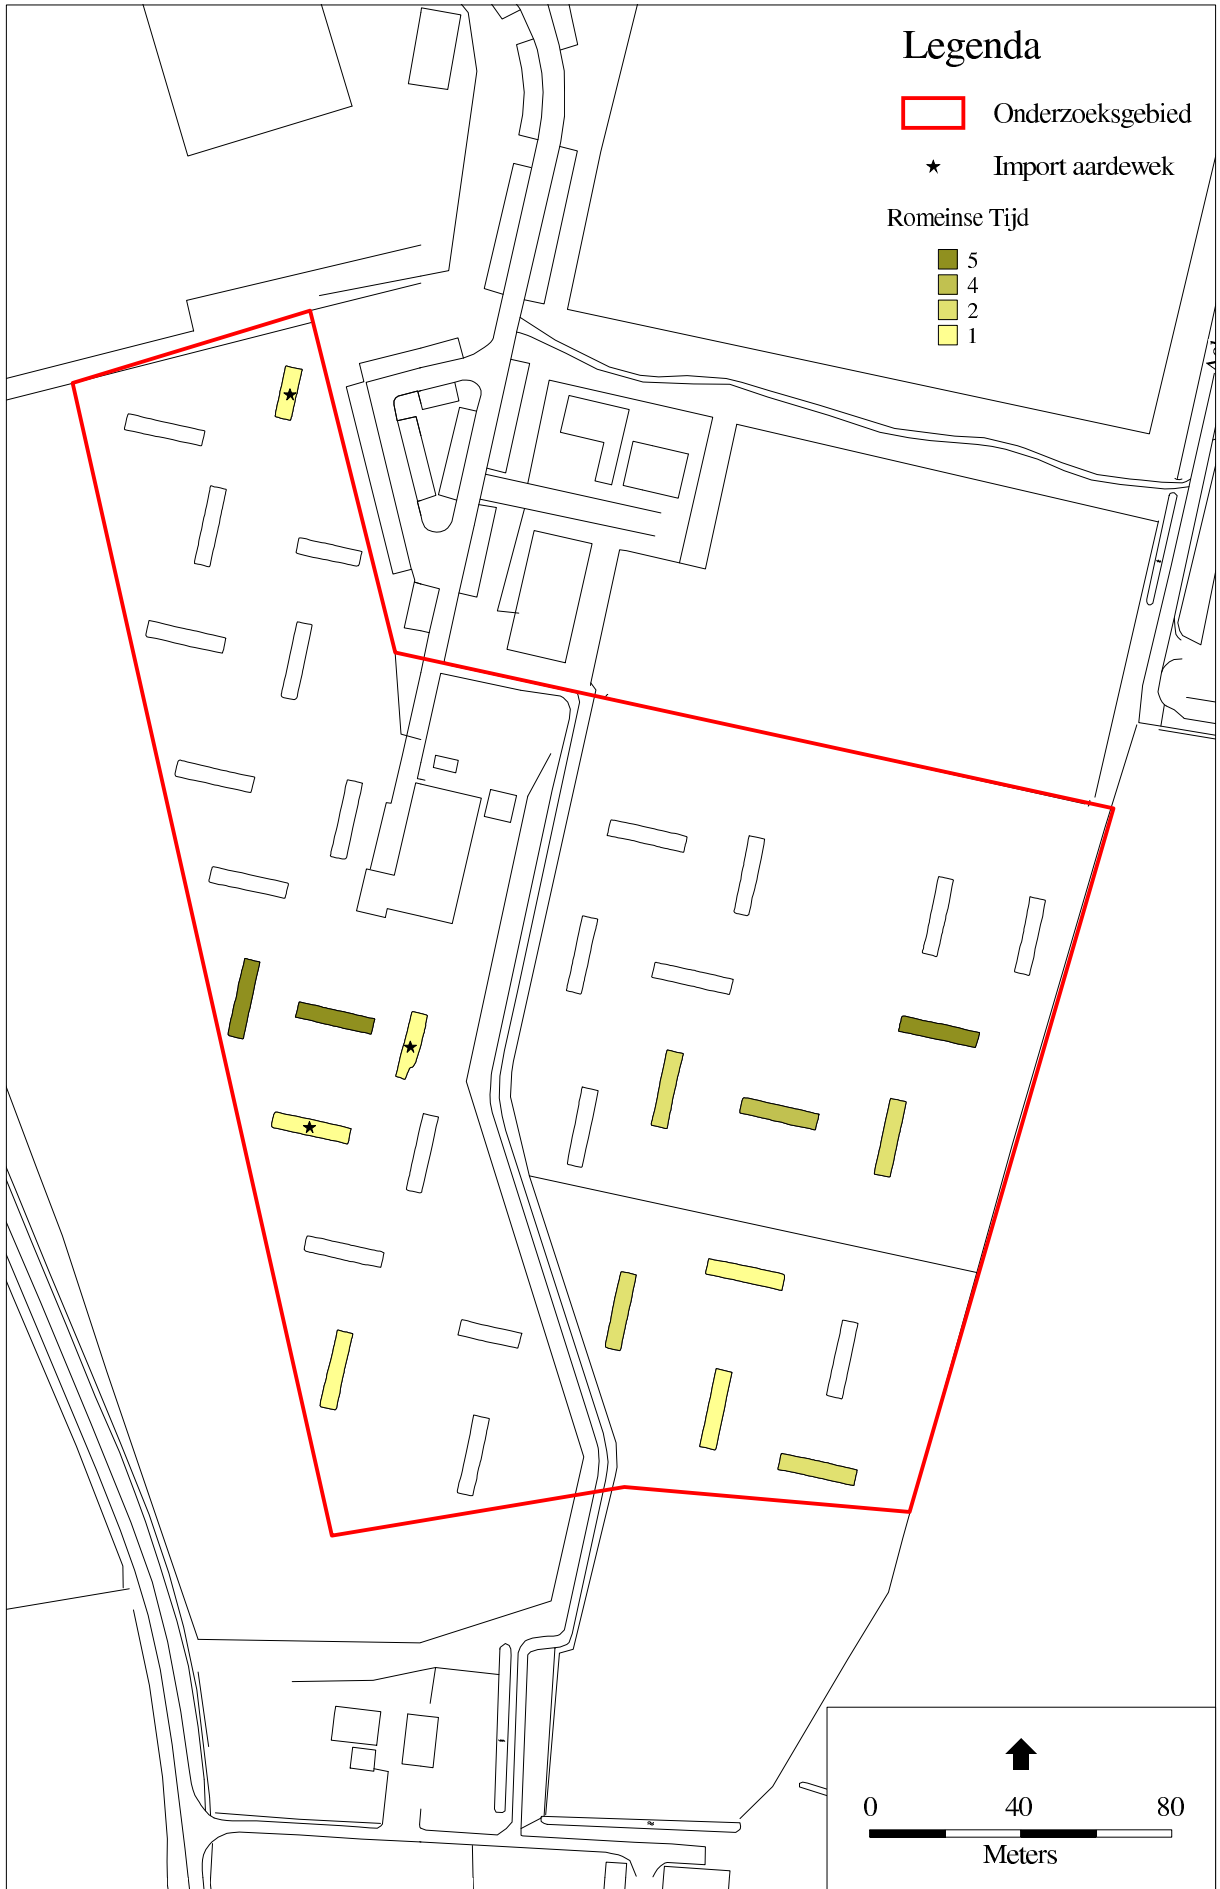 Legenda
Onderzoeksgebied
Import aardewek
Romeinse Tijd
5
4
2
1
0 40 80
Meters